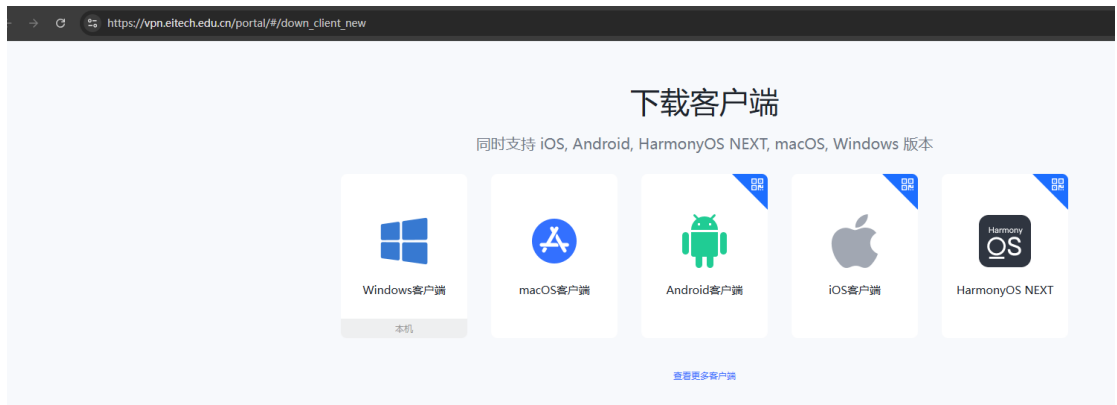 https://vpn.eitech.edu.cn/portal/#/down_client_new
下载客户端
同时支持 iOS, Android, HarmonyOS NEXT, macOS, Windows 版本
Harmony
OS
Windows客户端 macOS客户端 Android客户端 iOS客户端 HarmonyOS NEXT
本机
查看更多客户端